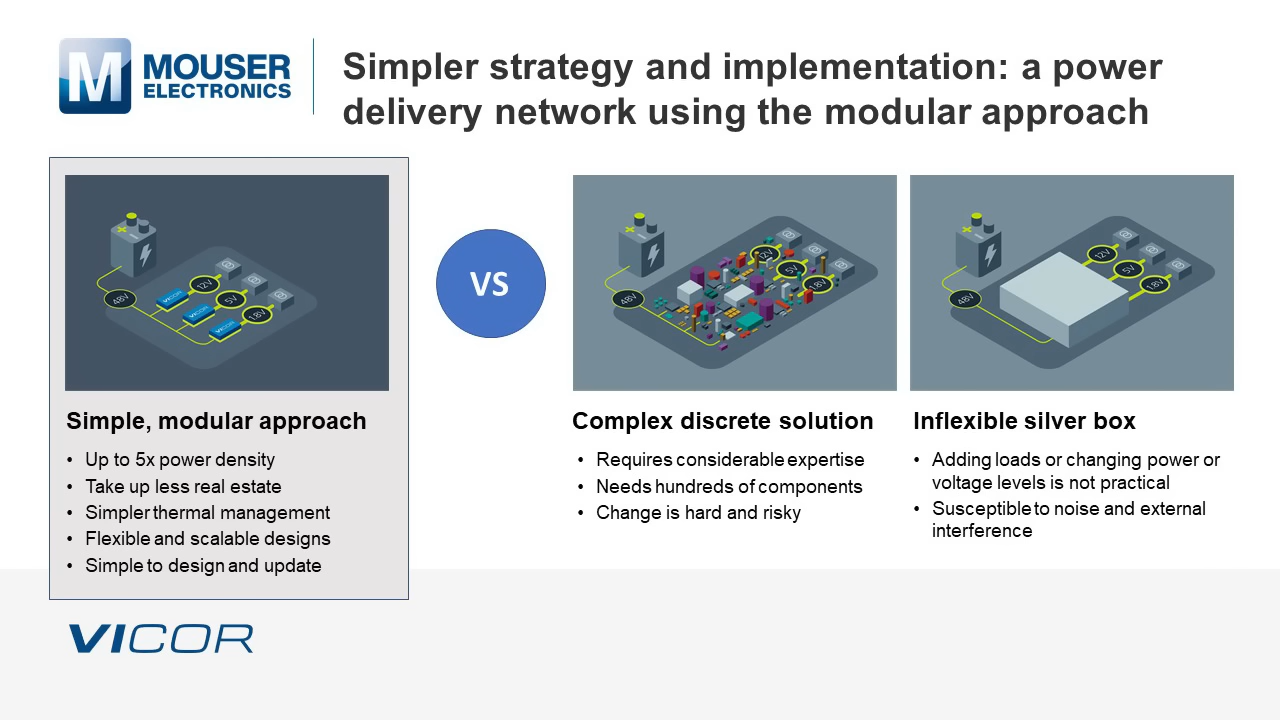 M
MOUSER
ELECTRONICS
Simpler strategy and implementation: a power
delivery network using the modular approach
48V
12V
5V
1.8V
VICOR
VICOR
VICOR
VS
48V
12V
5V
1.8V
48V
12V
5V
1.8V
Simple, modular approach
• Up to 5x power density
• Take up less real estate
• Simpler thermal management
• Flexible and scalable designs
• Simple to design and update
Complex discrete solution
• Requires considerable expertise
• Needs hundreds of components
• Change is hard and risky
Inflexible silver box
• Adding loads or changing power or
voltage levels is not practical
• Susceptible to noise and external
interference
VICOR